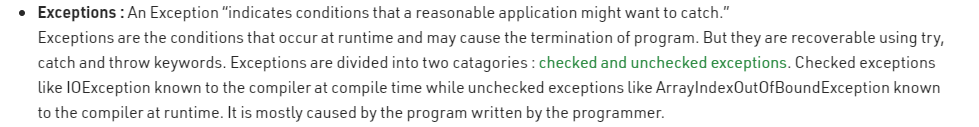 • Exceptions : An Exception “indicates conditions that a reasonable application might want to catch.”
Exceptions are the conditions that occur at runtime and may cause the termination of program. But they are recoverable using try,
catch and throw keywords. Exceptions are divided into two catagories : checked and unchecked exceptions. Checked exceptions
like IOException known to the compiler at compile time while unchecked exceptions like ArrayIndexOutOfBoundException known
to the compiler at runtime. It is mostly caused by the program written by the programmer.